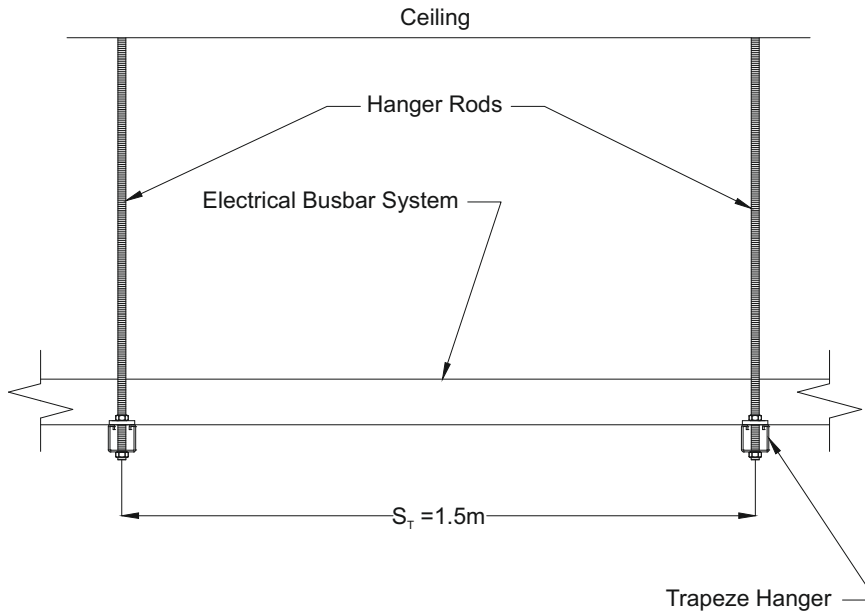 Ceiling
Hanger Rods
Electrical Busbar System
S_T =1.5m
Trapeze Hanger